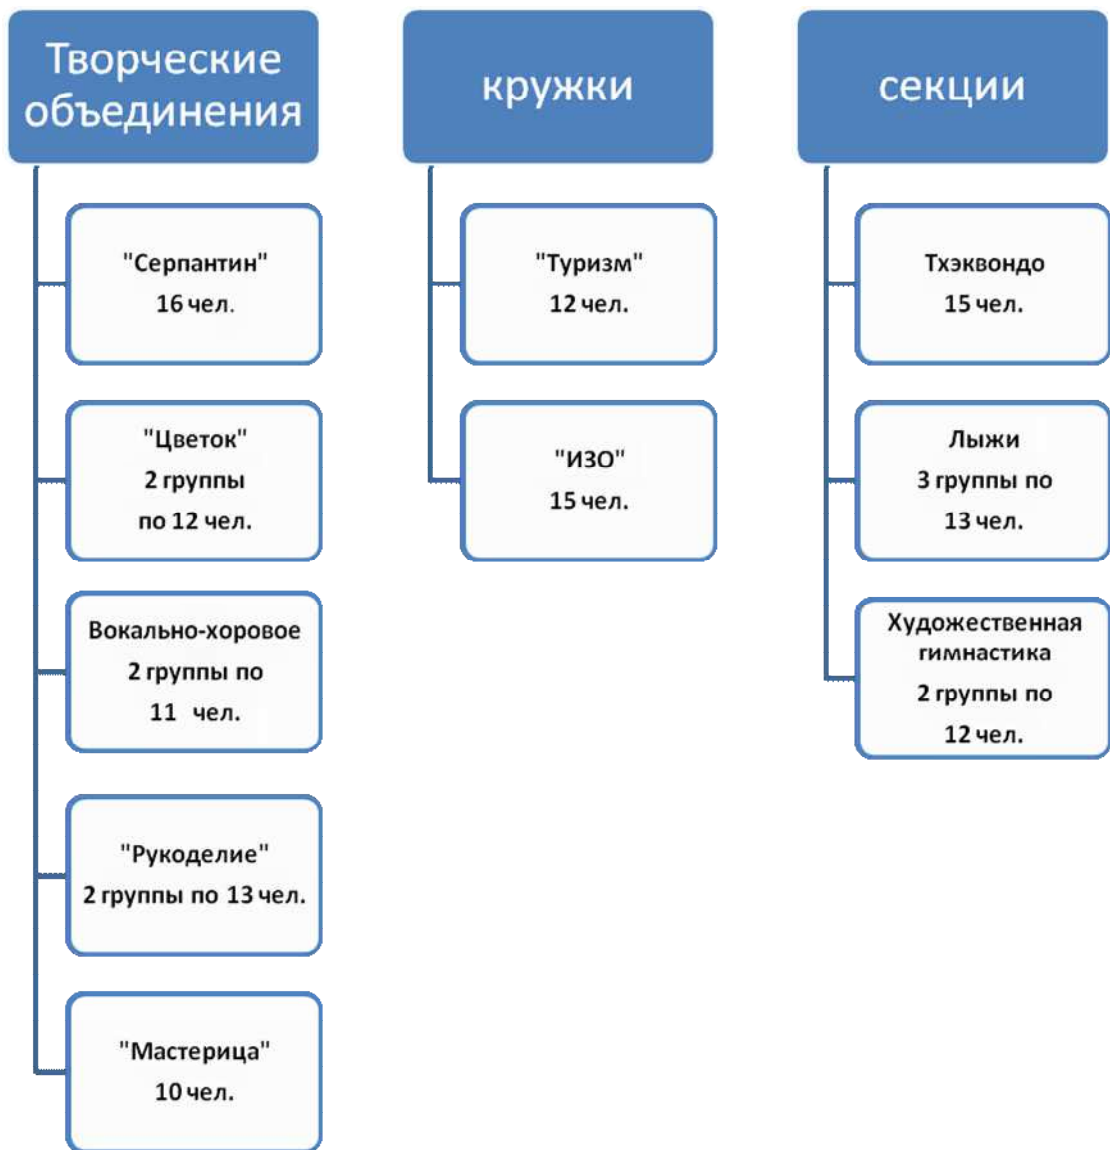 Творческие
объединения
"Серпантин"
16 чел.
"Цветок"
2 группы
по 12 чел.
Вокально-хоровое
2 группы по
11 чел.
"Рукоделие"
2 группы по 13 чел.
"Мастерица"
10 чел.
кружки
"Туризм"
12 чел.
"ИЗО"
15 чел.
секции
Тхэквондо
15 чел.
Лыжи
3 группы по
13 чел.
Художественная
гимнастика
2 группы по
12 чел.